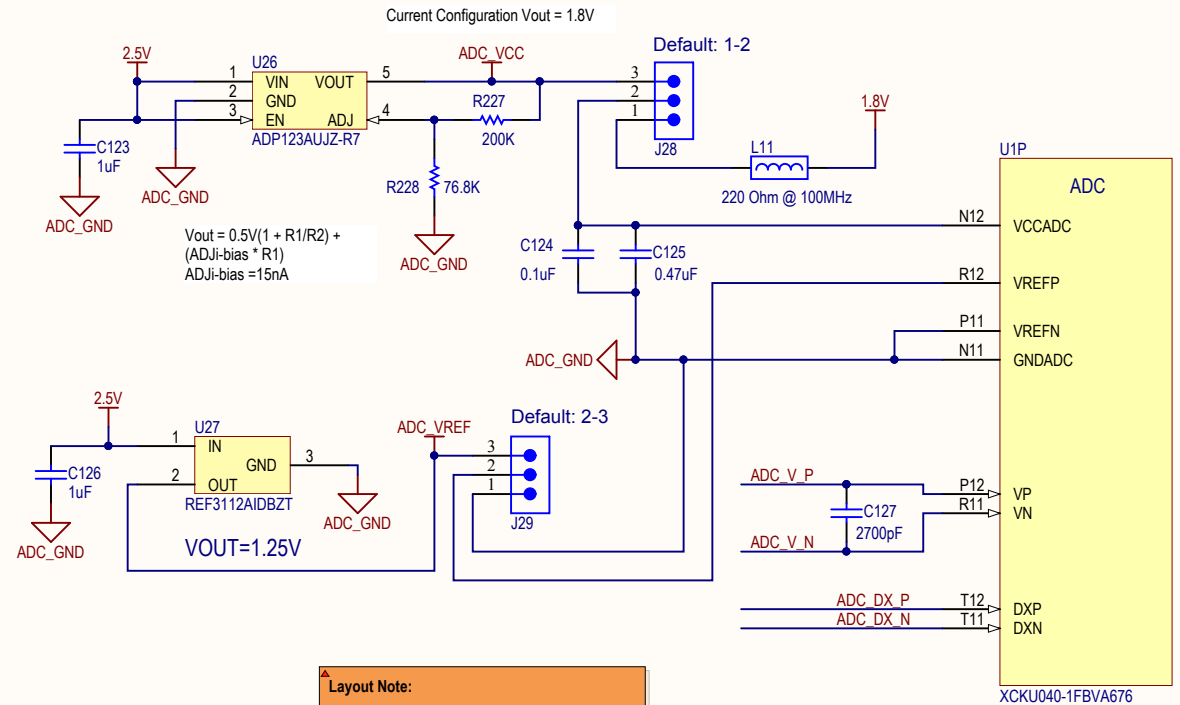 Current Configuration Vout = 1.8V
2.5V
U26
1
VIN
VOUT
5
2
GND
3
EN
ADJ
4
ADP123AUJZ-R7
C123
1uF
ADC_GND
ADC_GND
ADC_VCC
R227
200K
R228
76.8K
ADC_GND
Vout = 0.5V(1 + R1/R2) +
(ADJi-bias * R1)
ADJi-bias =15nA
Default: 1-2
3
2
1
J28
1.8V
L11
220 Ohm @ 100MHz
C124
0.1uF
C125
0.47uF
ADC_GND
U1P
ADC
N12
VCCADC
R12
VREFP
P11
VREFN
N11
GNDADC
2.5V
U27
1
IN
GND
3
2
OUT
REF3112AIDBZT
C126
1uF
ADC_GND
ADC_GND
VOUT=1.25V
ADC_VREF
Default: 2-3
3
2
1
J29
ADC_V_P
P12
VP
R11
VN
C127
2700pF
ADC_V_N
ADC_DX_P
T12
DXP
ADC_DX_N
T11
DXN
XCKU040-1FBVA676
Layout Note: